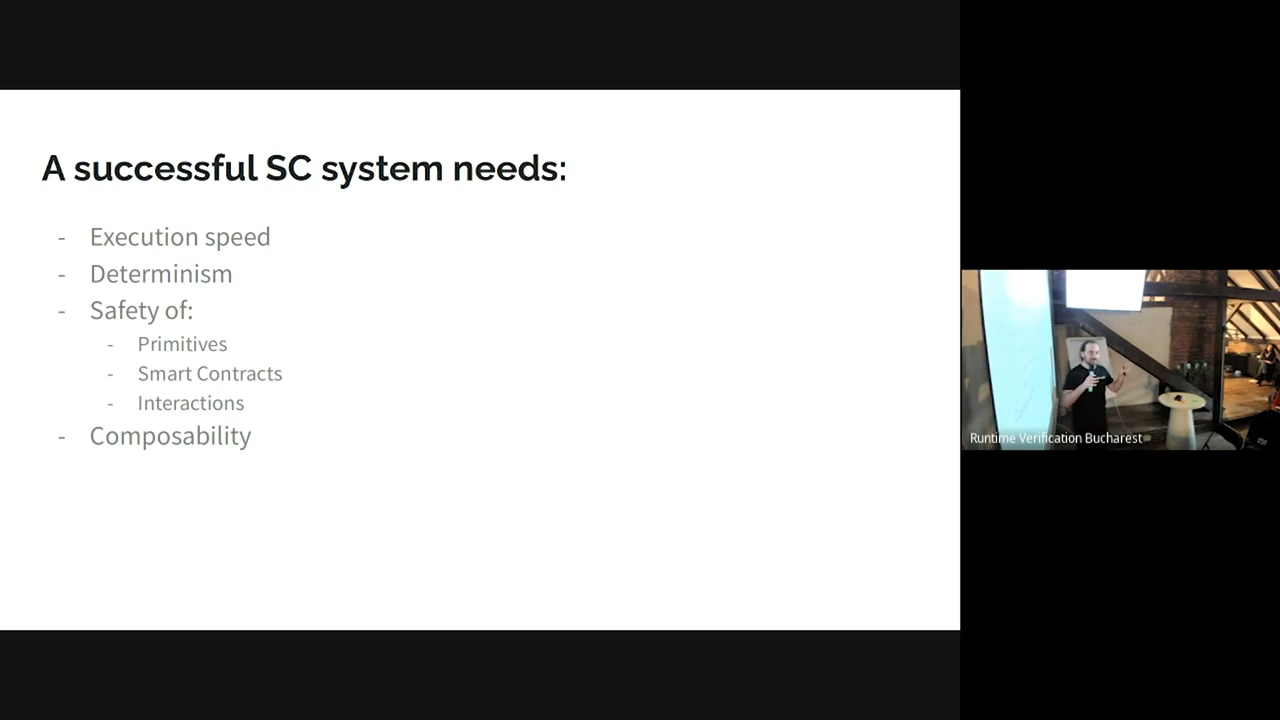 A successful SC system needs:
- Execution speed
- Determinism
- Safety of:
- Primitives
- Smart Contracts
- Interactions
- Composability
Runtime Verification Bucharest